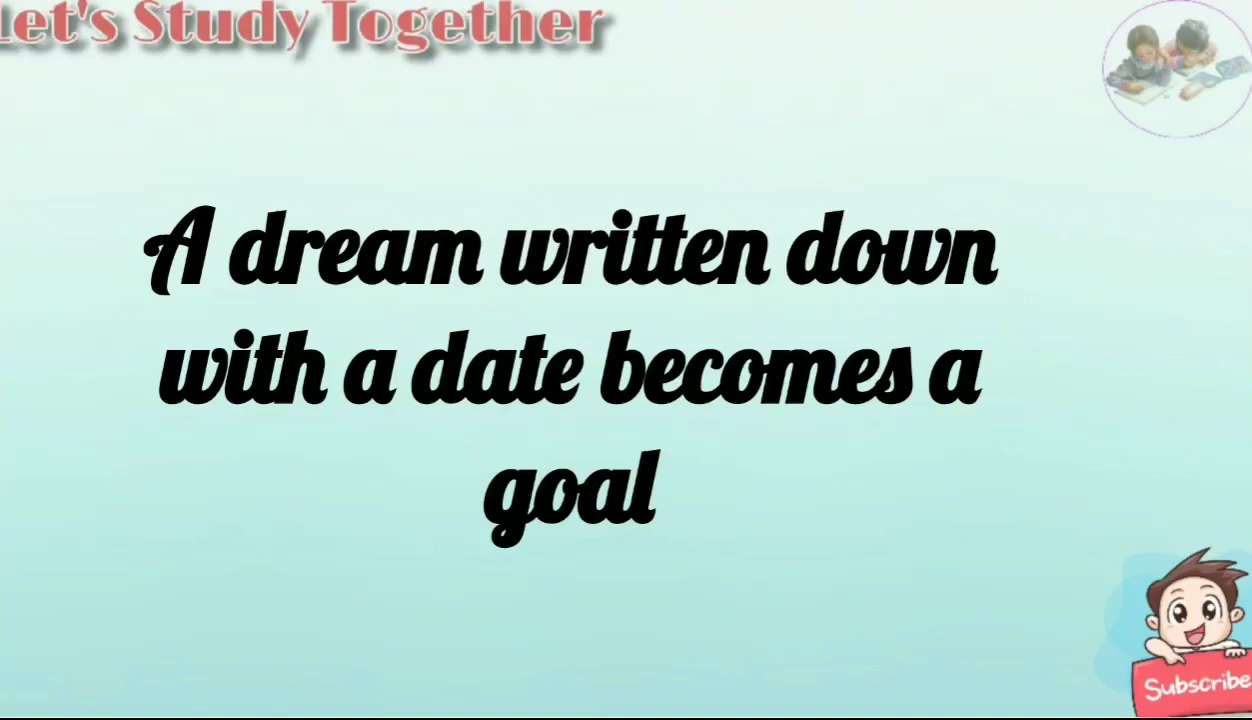 Let's Study Together
A dream written down
with a date becomes a
goal
Subscribe